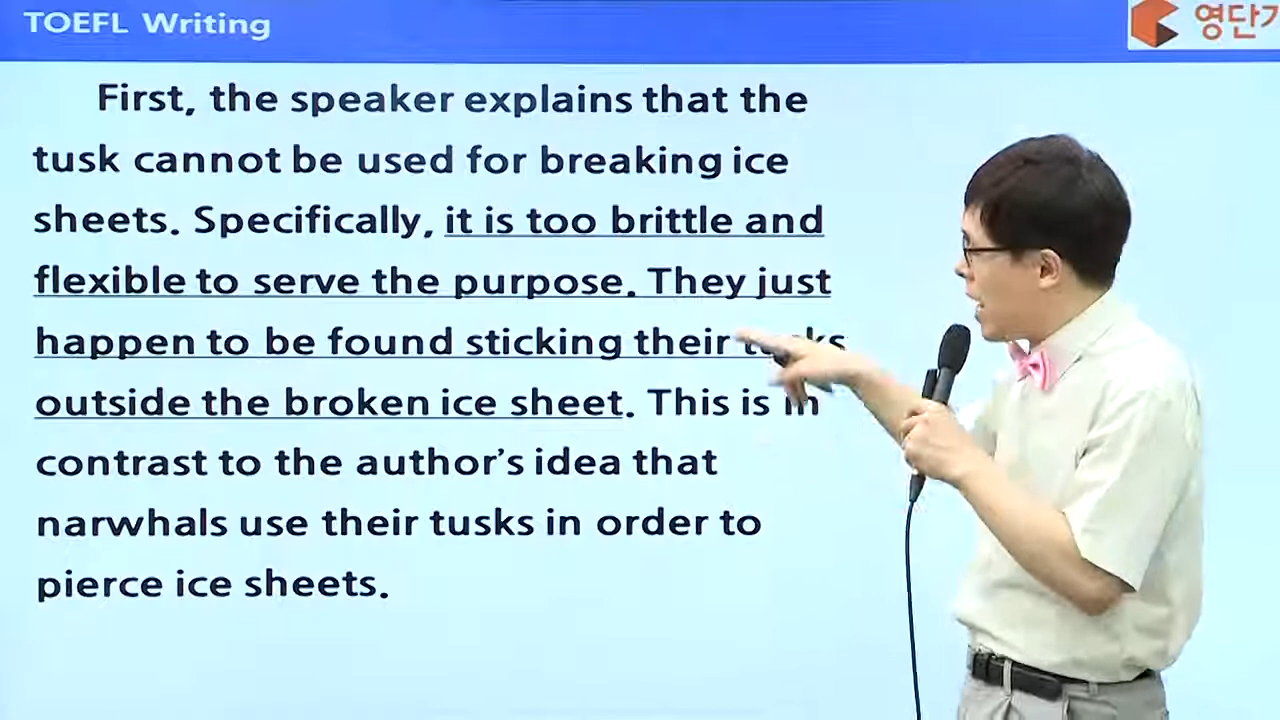 TOEFL Writing
영단기
First, the speaker explains that the
tusk cannot be used for breaking ice
sheets. Specifically, it is too brittle and
flexible to serve the purpose. They just
happen to be found sticking their tusks
outside the broken ice sheet. This is in
contrast to the author's idea that
narwhals use their tusks in order to
pierce ice sheets.